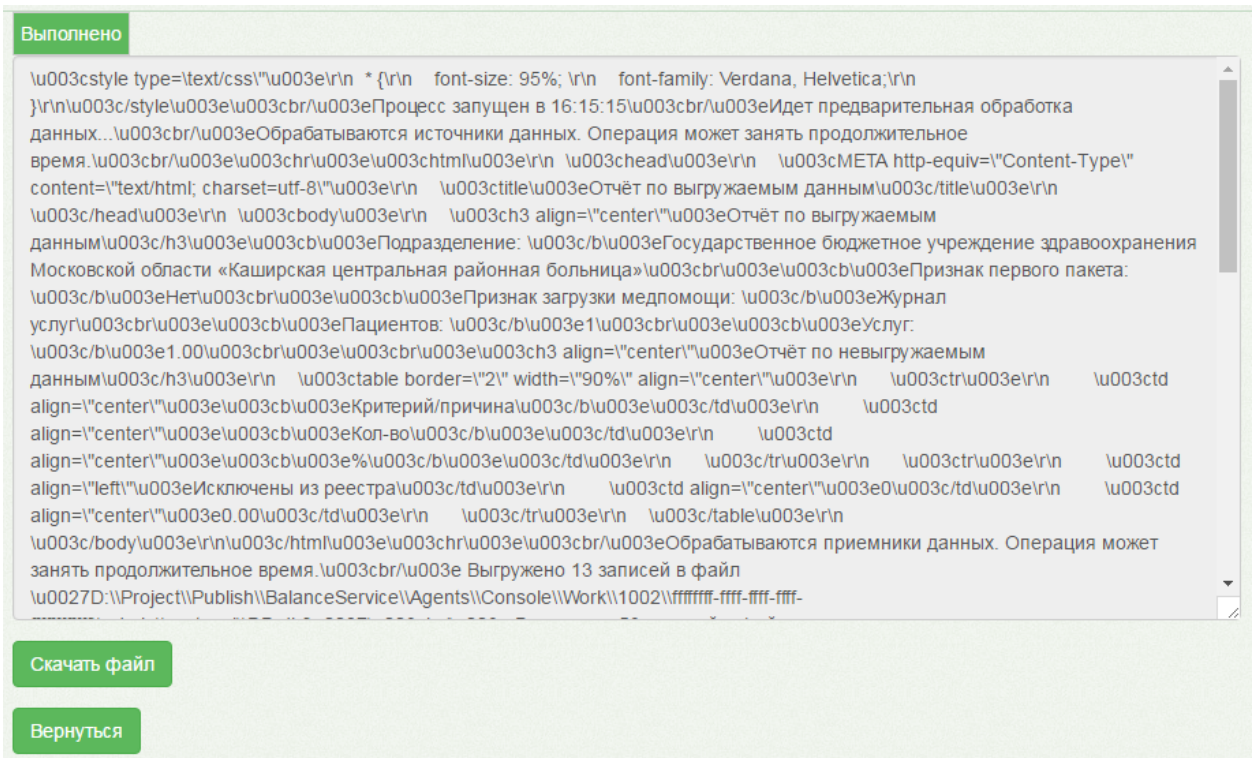 Выполнено
\u003cstyle type=\text/css\"\u003e\r\n  * {\r\n    font-size: 95%; \r\n    font-family: Verdana, Helvetica;\r\n
}\r\n\u003c/style\u003e\u003cbr/\u003eПроцесс запущен в 16:15:15\u003cbr/\u003eИдет предварительная обработка
данных...\u003cbr/\u003eОбрабатываются источники данных. Операция может занять продолжительное
время.\u003cbr/\u003e\u003chr\u003e\u003chtml\u003e\r\n  \u003chead\u003e\r\n    \u003cMETA http-equiv=\"Content-Type\"
content=\"text/html; charset=utf-8\"\u003e\r\n    \u003ctitle\u003eОтчёт по выгружаемым данным\u003c/title\u003e\r\n
\u003c/head\u003e\r\n  \u003cbody\u003e\r\n    \u003ch3 align=\"center\"\u003eОтчёт по выгружаемым
данным\u003c/h3\u003e\u003cb\u003eПодразделение: \u003c/b\u003eГосударственное бюджетное учреждение здравоохранения
Московской области «Каширская центральная районная больница»\u003cbr\u003e\u003cb\u003eПризнак первого пакета:
\u003c/b\u003eНет\u003cbr\u003e\u003cb\u003eПризнак загрузки медпомощи: \u003c/b\u003eЖурнал
услуг\u003cbr\u003e\u003cb\u003eПациентов: \u003c/b\u003e1\u003cbr\u003e\u003cb\u003eУслуг:
\u003c/b\u003e1.00\u003cbr\u003e\u003cbr\u003e\u003ch3 align=\"center\"\u003eОтчёт по невыгружаемым
данным\u003c/h3\u003e\r\n    \u003ctable border=\"2\" width=\"90%\" align=\"center\"\u003e\r\n      \u003ctr\u003e\r\n        \u003ctd
align=\"center\"\u003e\u003cb\u003eКритерий/причина\u003c/b\u003e\u003c/td\u003e\r\n        \u003ctd
align=\"center\"\u003e\u003cb\u003eКол-во\u003c/b\u003e\u003c/td\u003e\r\n        \u003ctd
align=\"center\"\u003e\u003cb\u003e%\u003c/b\u003e\u003c/td\u003e\r\n      \u003c/tr\u003e\r\n      \u003ctr\u003e\r\n        \u003ctd
align=\"left\"\u003eИсключены из реестра\u003c/td\u003e\r\n        \u003ctd align=\"center\"\u003e0\u003c/td\u003e\r\n        \u003ctd
align=\"center\"\u003e0.00\u003c/td\u003e\r\n      \u003c/tr\u003e\r\n    \u003c/table\u003e\r\n
\u003c/body\u003e\r\n\u003c/html\u003e\u003chr\u003e\u003cbr/\u003eОбрабатываются приемники данных. Операция может
занять продолжительное время.\u003cbr/\u003e Выгружено 13 записей в файл
\u0027D:\\Project\\Publish\\BalanceService\\Agents\\Console\\Work\\1002\\ffffffff-ffff-ffff-ffff-
Скачать файл
Вернуться